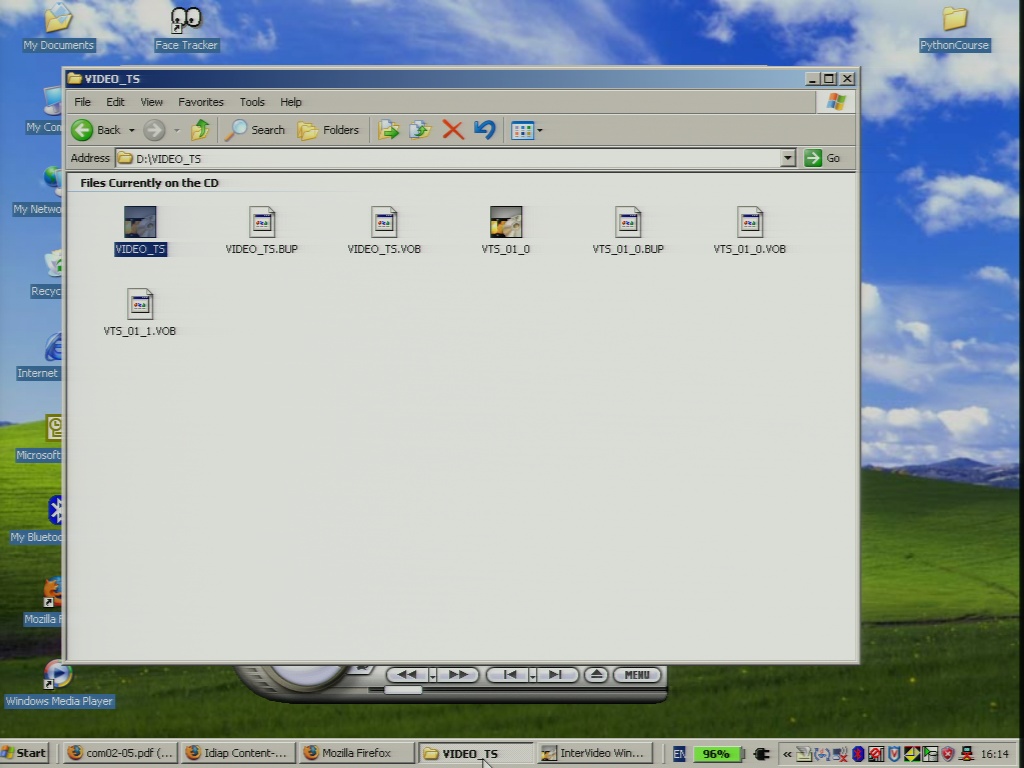 My Documents
Face Tracker
PythonCourse
VIDEO_TS
File Edit View Favorites Tools Help
Back Search Folders
Address D:\VIDEO_TS Go
Files Currently on the CD
VIDEO_TS VIDEO_TS.BUP VIDEO_TS.VOB VTS_01_0 VTS_01_0.BUP VTS_01_0.VOB
VTS_01_1.VOB
My Com
My Netwo
Recyc
Internet
Microsoft
My Bluetoo
Mozilla F
Windows Media Player
MENU
Start com02-05.pdf (... Idiap Content-... Mozilla Firefox VIDEO_TS InterVideo Win... EN 96% « 16:14